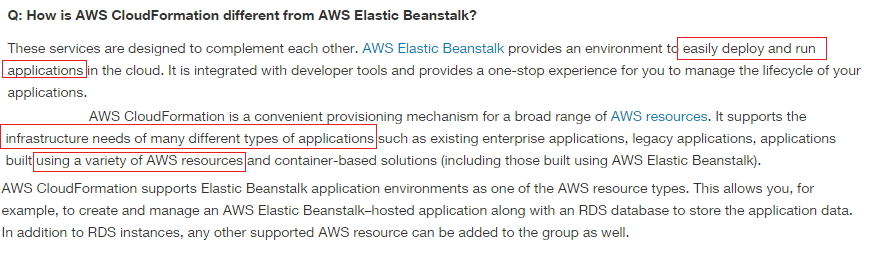 Q: How is AWS CloudFormation different from AWS Elastic Beanstalk?
These services are designed to complement each other. AWS Elastic Beanstalk provides an environment to easily deploy and run
applications in the cloud. It is integrated with developer tools and provides a one-stop experience for you to manage the lifecycle of your
applications.
AWS CloudFormation is a convenient provisioning mechanism for a broad range of AWS resources. It supports the
infrastructure needs of many different types of applications such as existing enterprise applications, legacy applications, applications
built using a variety of AWS resources and container-based solutions (including those built using AWS Elastic Beanstalk).
AWS CloudFormation supports Elastic Beanstalk application environments as one of the AWS resource types. This allows you, for
example, to create and manage an AWS Elastic Beanstalk–hosted application along with an RDS database to store the application data.
In addition to RDS instances, any other supported AWS resource can be added to the group as well.